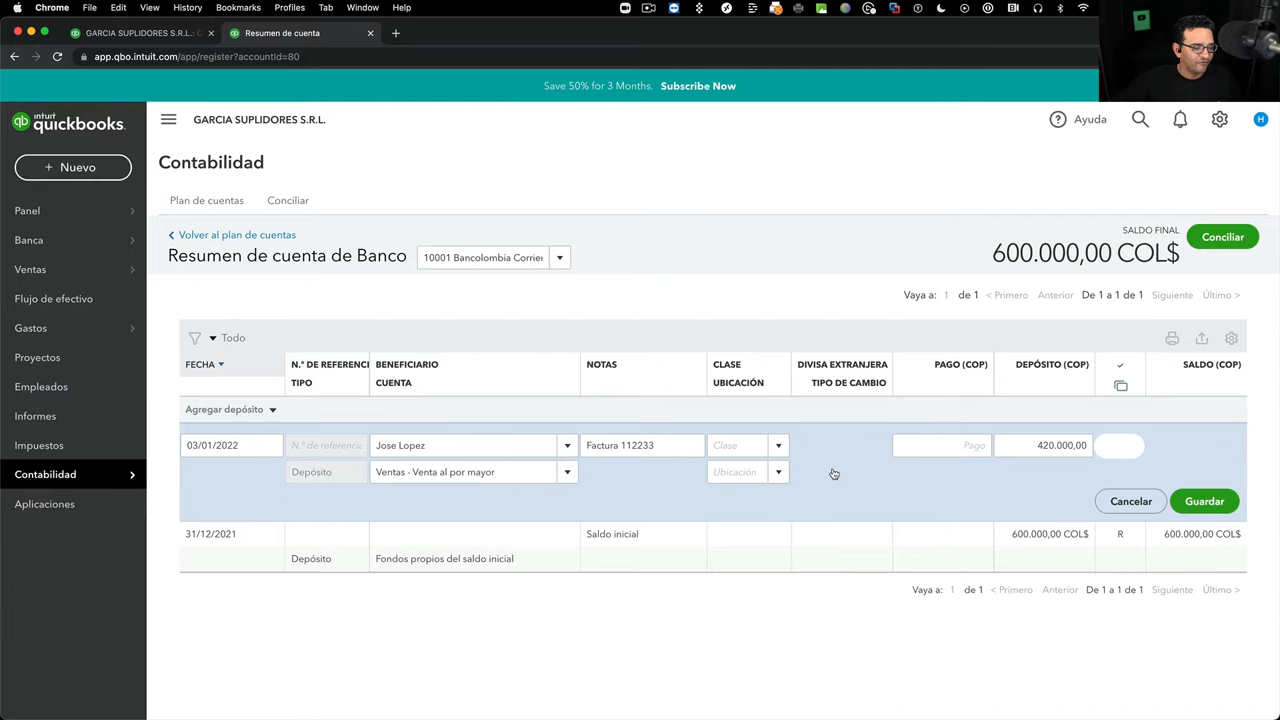 Chrome File Edit View History Bookmarks Profiles Tab Window Help
GARCIA SUPLIDORES S.R.L.: Resumen de cuenta
app.qbo.intuit.com/app/register?accountId=80
Save 50% for 3 Months. Subscribe Now
intuit quickbooks.
GARCIA SUPLIDORES S.R.L.
Ayuda
H
+ Nuevo
Panel
Banca
Ventas
Flujo de efectivo
Gastos
Proyectos
Empleados
Informes
Impuestos
Contabilidad
Aplicaciones
Contabilidad
Plan de cuentas Conciliar
Volver al plan de cuentas
Resumen de cuenta de Banco 10001 Bancolombia Corrier
SALDO FINAL
600.000,00 COL$
Conciliar
Vaya a: 1 de 1 < Primero Anterior De 1 a 1 de 1 Siguiente Último >
Todo
FECHA N.º DE REFERENCI BENEFICIARIO NOTAS CLASE DIVISA EXTRANJERA PAGO (COP) DEPÓSITO (COP) ✓ SALDO (COP)
TIPO CUENTA UBICACIÓN TIPO DE CAMBIO
Agregar depósito
03/01/2022 N.º de referencia Jose Lopez Factura 112233 Clase Pago 420.000,00
Depósito Ventas - Venta al por mayor Ubicación
Cancelar Guardar
31/12/2021 Saldo inicial 600.000,00 COL$ R 600.000,00 COL$
Depósito Fondos propios del saldo inicial
Vaya a: 1 de 1 < Primero Anterior De 1 a 1 de 1 Siguiente Último >